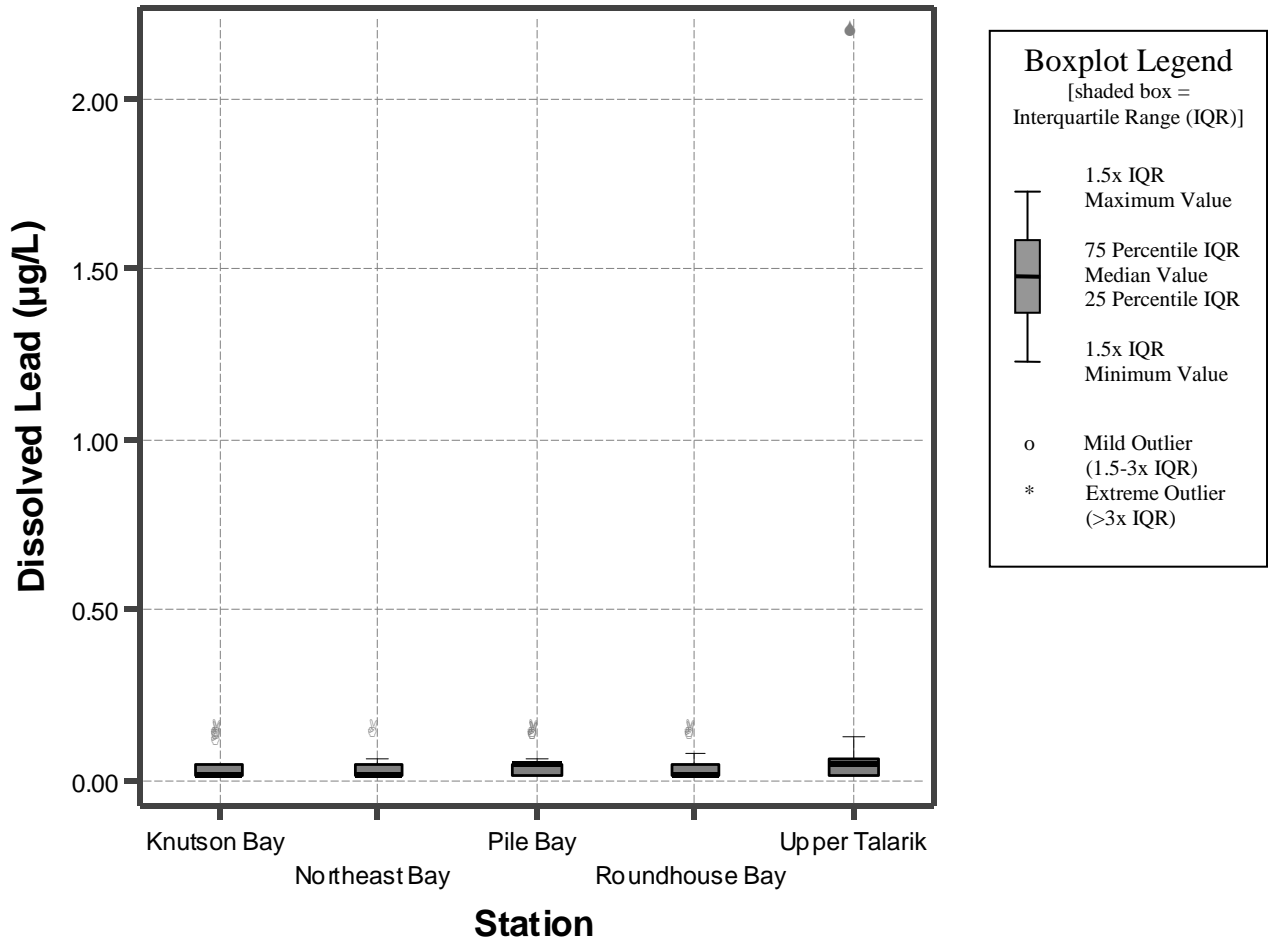 2.00
1.50
1.00
0.50
0.00
Dissolved Lead (µg/L)
Knutson Bay
Northeast Bay
Pile Bay
Roundhouse Bay
Upper Talarik
Station
Boxplot Legend
[shaded box =
Interquartile Range (IQR)]
1.5x IQR
Maximum Value
75 Percentile IQR
Median Value
25 Percentile IQR
1.5x IQR
Minimum Value
o Mild Outlier
(1.5-3x IQR)
* Extreme Outlier
(>3x IQR)